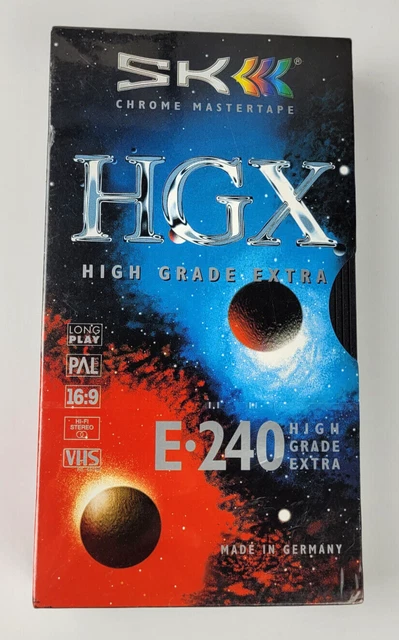 SK®
CHROME MASTERTAPE
HGX
HIGH GRADE EXTRA
LONG
PLAY
PAL
16:9
HI-FI
STEREO
VHS
E·240
HIGH
GRADE
EXTRA
MADE IN GERMANY